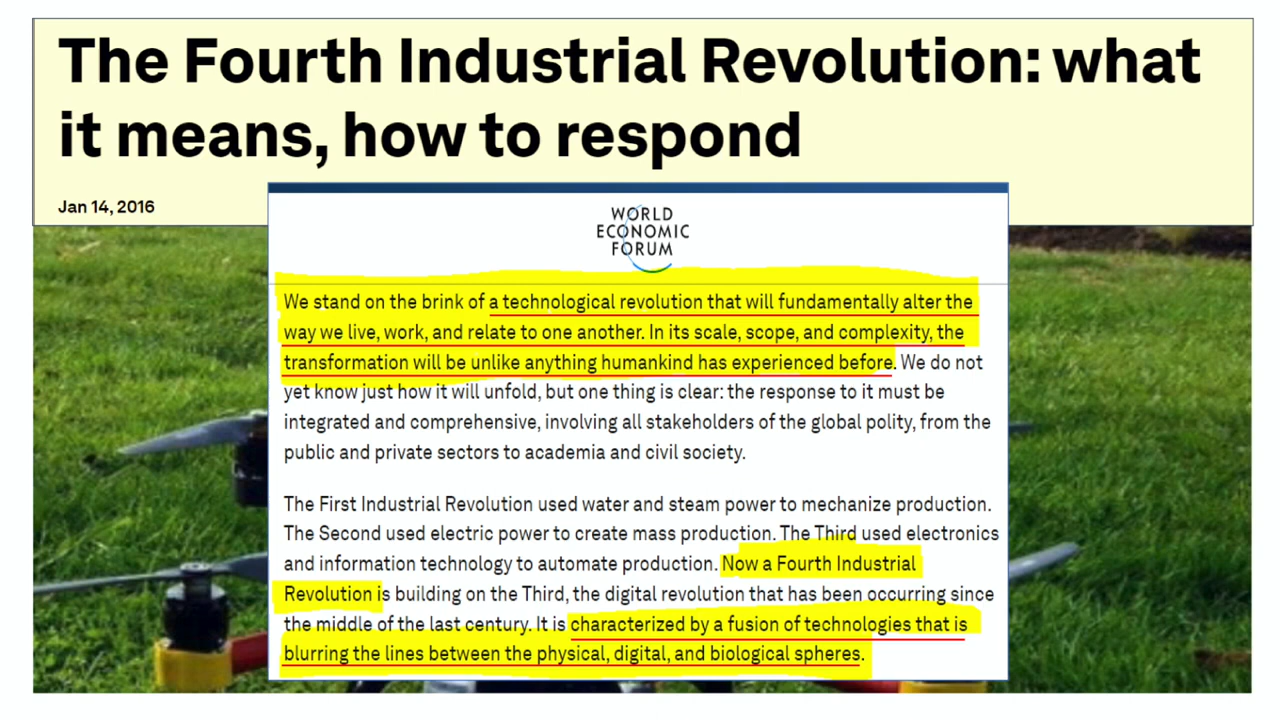 The Fourth Industrial Revolution: what
it means, how to respond
Jan 14, 2016
WORLD
ECONOMIC
FORUM
We stand on the brink of a technological revolution that will fundamentally alter the
way we live, work, and relate to one another. In its scale, scope, and complexity, the
transformation will be unlike anything humankind has experienced before. We do not
yet know just how it will unfold, but one thing is clear: the response to it must be
integrated and comprehensive, involving all stakeholders of the global polity, from the
public and private sectors to academia and civil society.
The First Industrial Revolution used water and steam power to mechanize production.
The Second used electric power to create mass production. The Third used electronics
and information technology to automate production. Now a Fourth Industrial
Revolution is building on the Third, the digital revolution that has been occurring since
the middle of the last century. It is characterized by a fusion of technologies that is
blurring the lines between the physical, digital, and biological spheres.